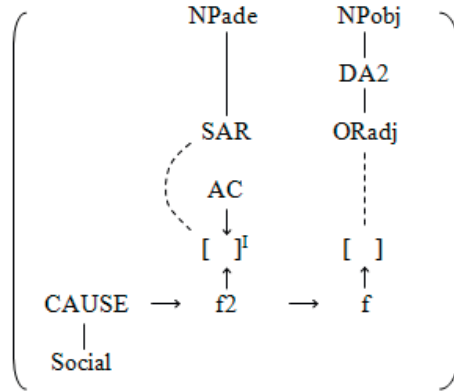 NPade NPobj
DA2
SAR ORadj
AC
[ ]I [ ]
CAUSE → f2 → f
Social